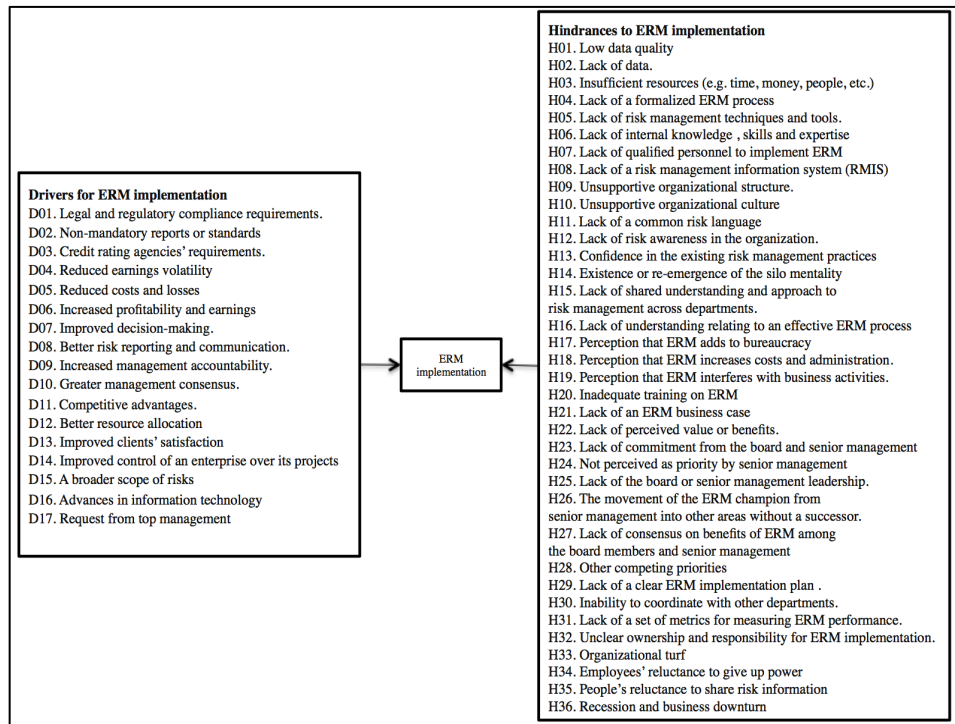 Drivers for ERM implementation
D01. Legal and regulatory compliance requirements.
D02. Non-mandatory reports or standards
D03. Credit rating agencies’ requirements.
D04. Reduced earnings volatility
D05. Reduced costs and losses
D06. Increased profitability and earnings
D07. Improved decision-making.
D08. Better risk reporting and communication.
D09. Increased management accountability.
D10. Greater management consensus.
D11. Competitive advantages.
D12. Better resource allocation
D13. Improved clients’ satisfaction
D14. Improved control of an enterprise over its projects
D15. A broader scope of risks
D16. Advances in information technology
D17. Request from top management
ERM
implementation
Hindrances to ERM implementation
H01. Low data quality
H02. Lack of data.
H03. Insufficient resources (e.g. time, money, people, etc.)
H04. Lack of a formalized ERM process
H05. Lack of risk management techniques and tools.
H06. Lack of internal knowledge , skills and expertise
H07. Lack of qualified personnel to implement ERM
H08. Lack of a risk management information system (RMIS)
H09. Unsupportive organizational structure.
H10. Unsupportive organizational culture
H11. Lack of a common risk language
H12. Lack of risk awareness in the organization.
H13. Confidence in the existing risk management practices
H14. Existence or re-emergence of the silo mentality
H15. Lack of shared understanding and approach to
risk management across departments.
H16. Lack of understanding relating to an effective ERM process
H17. Perception that ERM adds to bureaucracy
H18. Perception that ERM increases costs and administration.
H19. Perception that ERM interferes with business activities.
H20. Inadequate training on ERM
H21. Lack of an ERM business case
H22. Lack of perceived value or benefits.
H23. Lack of commitment from the board and senior management
H24. Not perceived as priority by senior management
H25. Lack of the board or senior management leadership.
H26. The movement of the ERM champion from
senior management into other areas without a successor.
H27. Lack of consensus on benefits of ERM among
the board members and senior management
H28. Other competing priorities
H29. Lack of a clear ERM implementation plan .
H30. Inability to coordinate with other departments.
H31. Lack of a set of metrics for measuring ERM performance.
H32. Unclear ownership and responsibility for ERM implementation.
H33. Organizational turf
H34. Employees’ reluctance to give up power
H35. People’s reluctance to share risk information
H36. Recession and business downturn